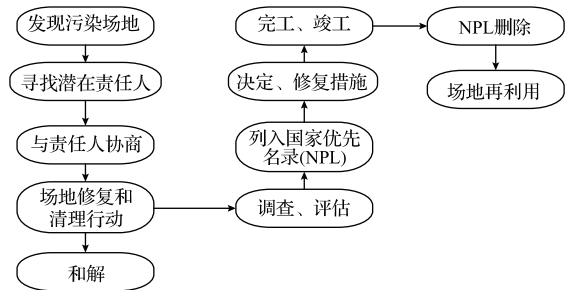 发现污染场地
寻找潜在责任人
与责任人协商
场地修复和
清理行动
和解
调查、评估
列入国家优先
名录(NPL)
决定、修复措施
完工、竣工
NPL删除
场地再利用